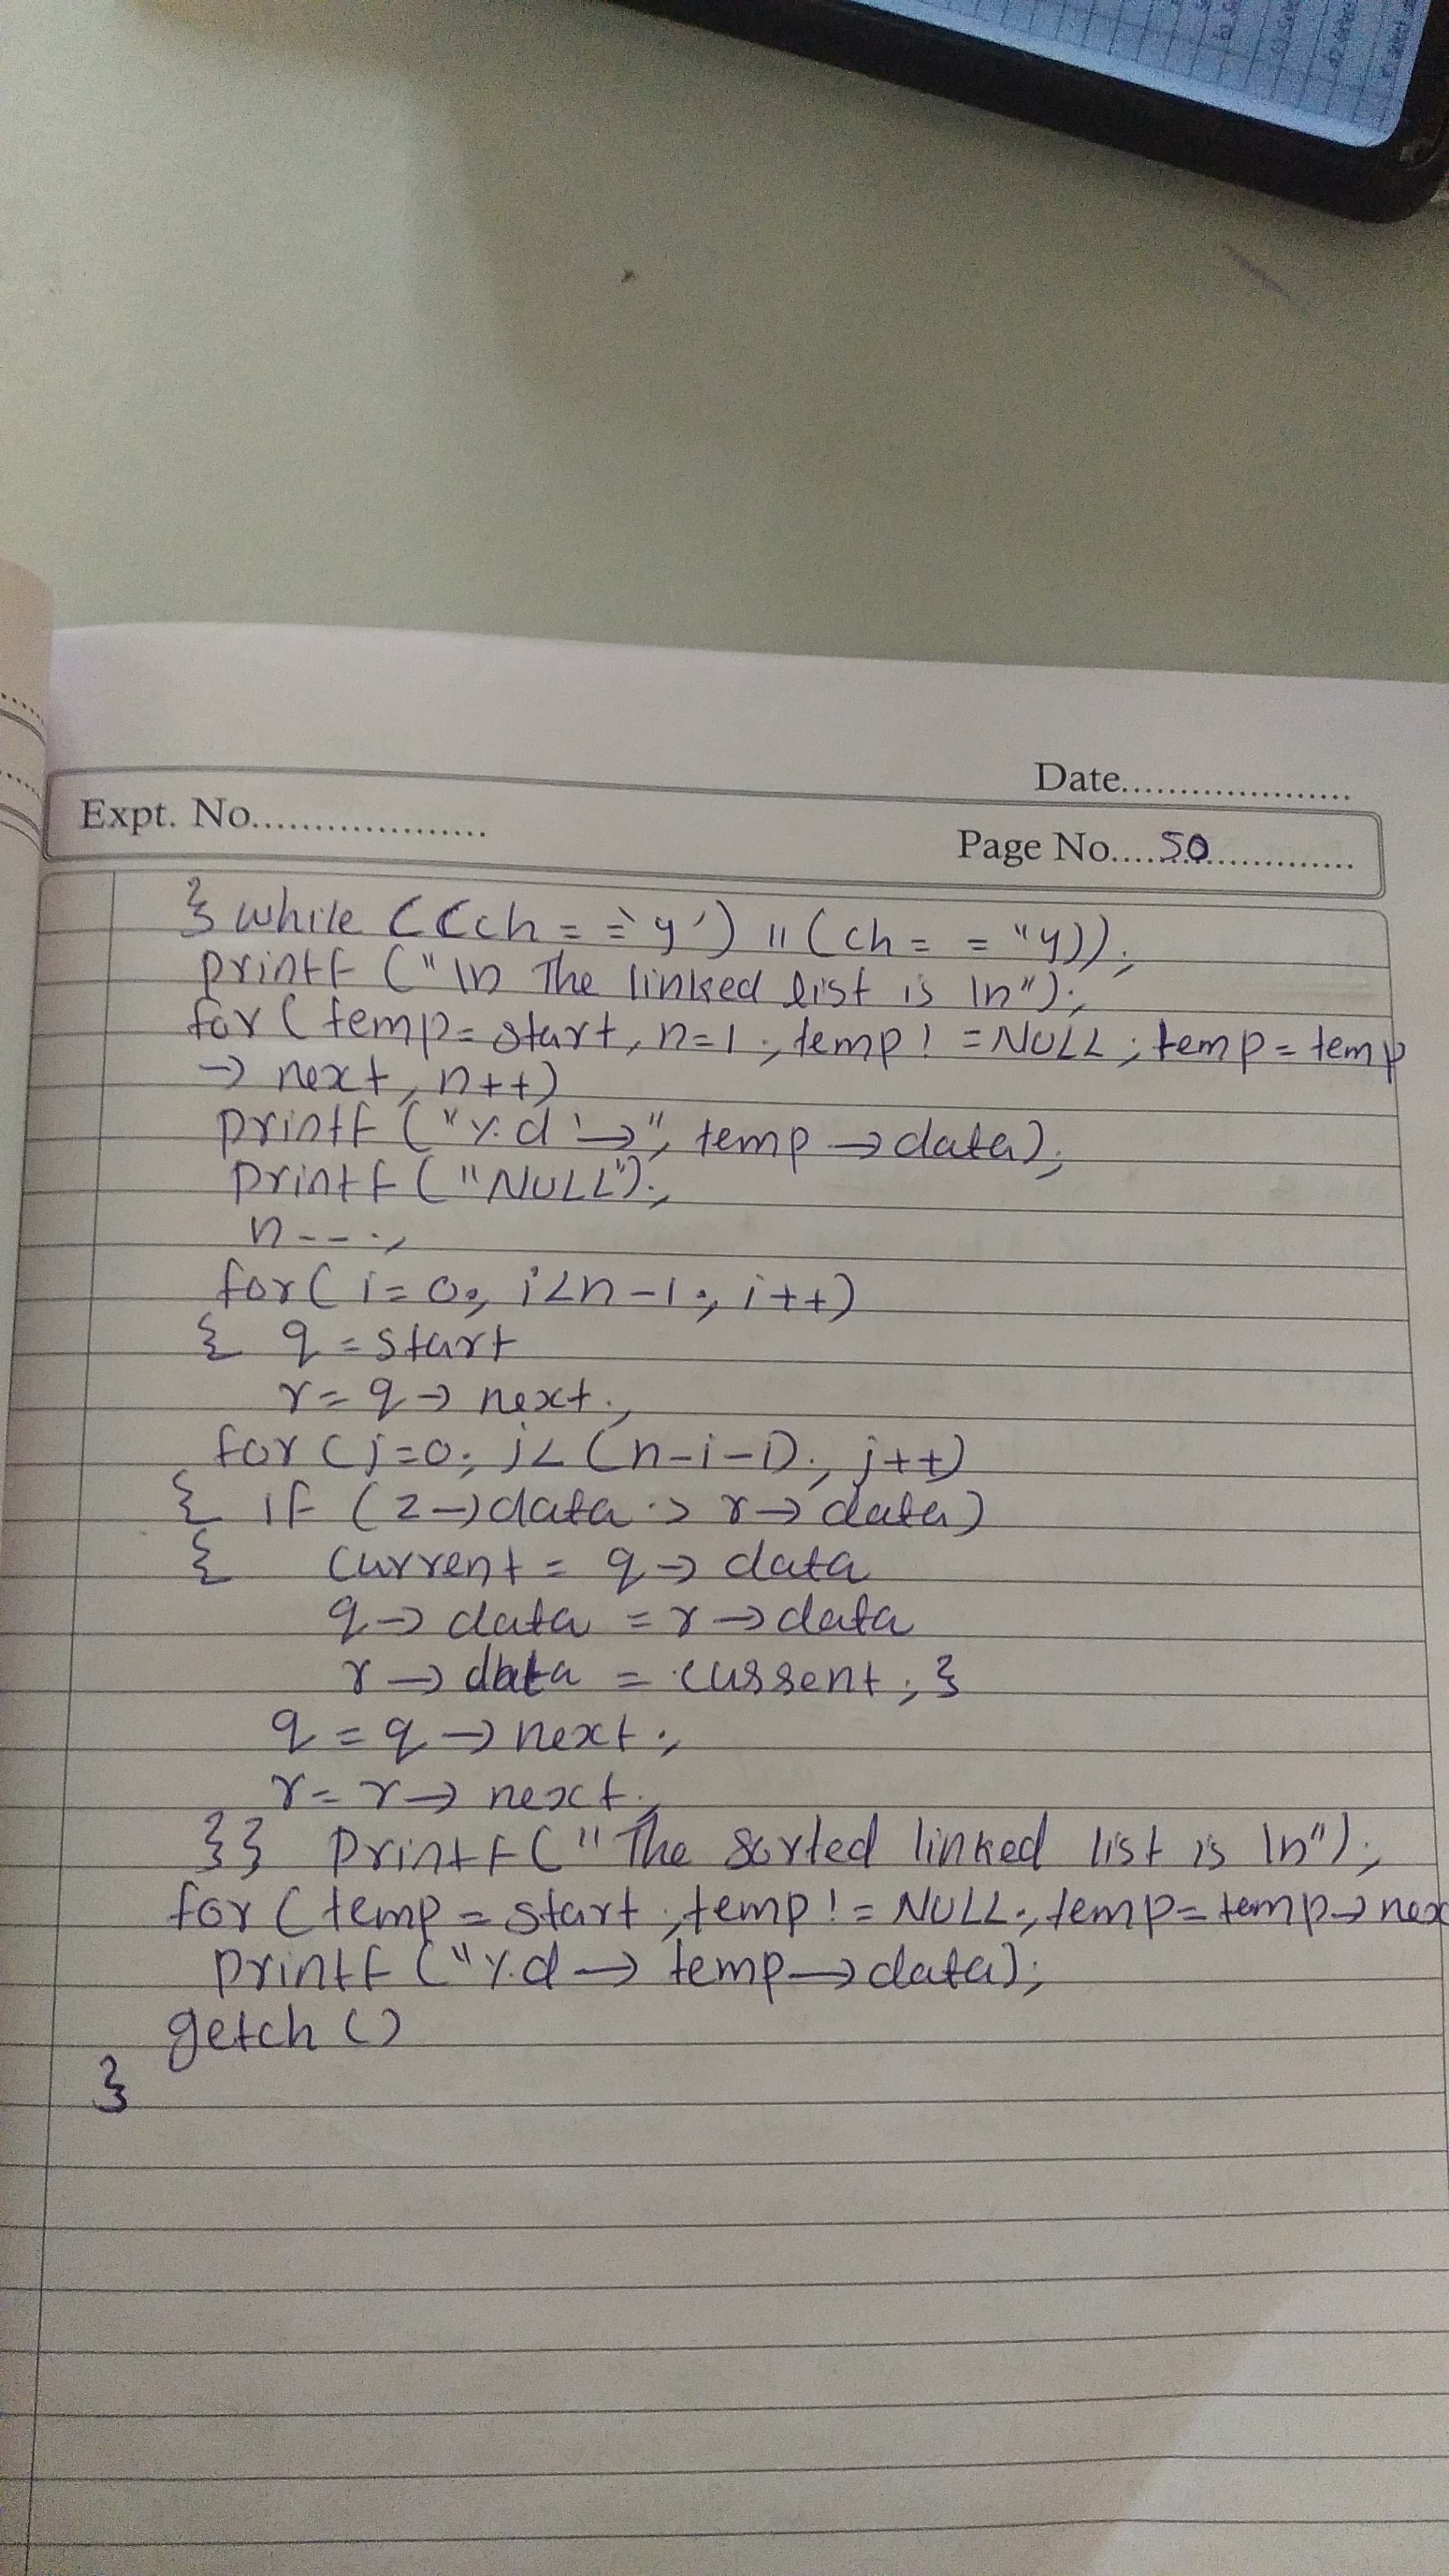 Date....................
Expt. No....................
Page No....50....................
} while ((ch = = 'y') || (ch = = "y));
printf ("\n The linked list is \n");
for ( temp = start, n=1 ; temp ! = NULL ; temp = temp
→ next, n++)
printf ("%d '→", temp → data);
printf ("NULL");
n-- ;
for( i = 0; i<n-1 ; i++)
{ q = start
r = q → next ;
for (j=0; j< (n-i-1); j++)
{ if (2→data > r→ data)
{ current = q → data
q → data = r → data
r → data = current ; }
q = q → next ;
r = r → next ;
}} printf ("The sorted linked list is \n");
for ( temp = start ; temp ! = NULL ; temp = temp → nex
printf ("%d → temp → data);
getch ()
}